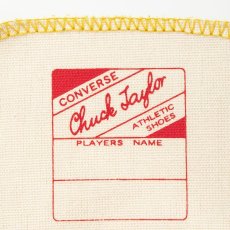 CONVERSE
Chuck Taylor
ATHLETIC
SHOES
PLAYERS NAME